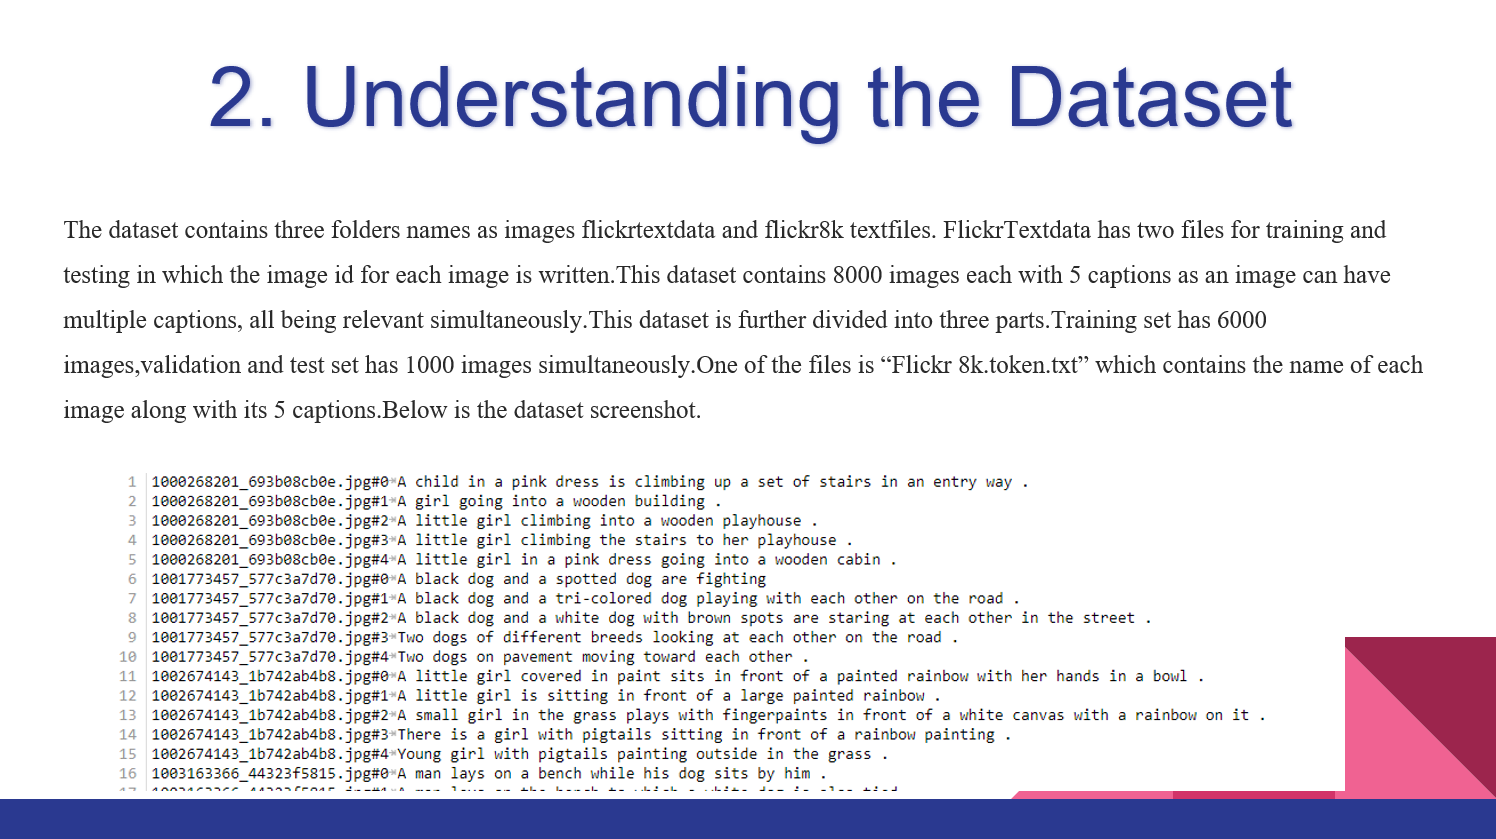 2. Understanding the Dataset
The dataset contains three folders names as images flickrtextdata and flickr8k textfiles. FlickrTextdata has two files for training and
testing in which the image id for each image is written.This dataset contains 8000 images each with 5 captions as an image can have
multiple captions, all being relevant simultaneously.This dataset is further divided into three parts.Training set has 6000
images,validation and test set has 1000 images simultaneously.One of the files is “Flickr 8k.token.txt” which contains the name of each
image along with its 5 captions.Below is the dataset screenshot.
1 1000268201_693b08cb0e.jpg#0 A child in a pink dress is climbing up a set of stairs in an entry way .
2 1000268201_693b08cb0e.jpg#1 A girl going into a wooden building .
3 1000268201_693b08cb0e.jpg#2 A little girl climbing into a wooden playhouse .
4 1000268201_693b08cb0e.jpg#3 A little girl climbing the stairs to her playhouse .
5 1000268201_693b08cb0e.jpg#4 A little girl in a pink dress going into a wooden cabin .
6 1001773457_577c3a7d70.jpg#0 A black dog and a spotted dog are fighting
7 1001773457_577c3a7d70.jpg#1 A black dog and a tri-colored dog playing with each other on the road .
8 1001773457_577c3a7d70.jpg#2 A black dog and a white dog with brown spots are staring at each other in the street .
9 1001773457_577c3a7d70.jpg#3 Two dogs of different breeds looking at each other on the road .
10 1001773457_577c3a7d70.jpg#4 Two dogs on pavement moving toward each other .
11 1002674143_1b742ab4b8.jpg#0 A little girl covered in paint sits in front of a painted rainbow with her hands in a bowl .
12 1002674143_1b742ab4b8.jpg#1 A little girl is sitting in front of a large painted rainbow .
13 1002674143_1b742ab4b8.jpg#2 A small girl in the grass plays with fingerpaints in front of a white canvas with a rainbow on it .
14 1002674143_1b742ab4b8.jpg#3 There is a girl with pigtails sitting in front of a rainbow painting .
15 1002674143_1b742ab4b8.jpg#4 Young girl with pigtails painting outside in the grass .
16 1003163366_44323f5815.jpg#0 A man lays on a bench while his dog sits by him .